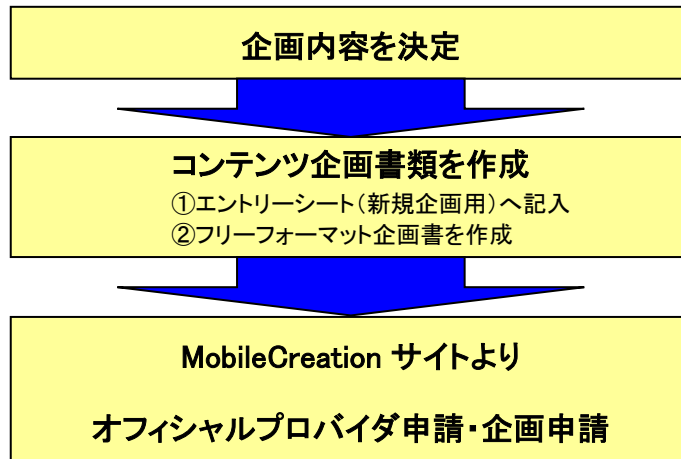 企画内容を決定
コンテンツ企画書類を作成
①エントリーシート（新規企画用）へ記入
②フリーフォーマット企画書を作成
MobileCreation サイトより
オフィシャルプロバイダ申請・企画申請